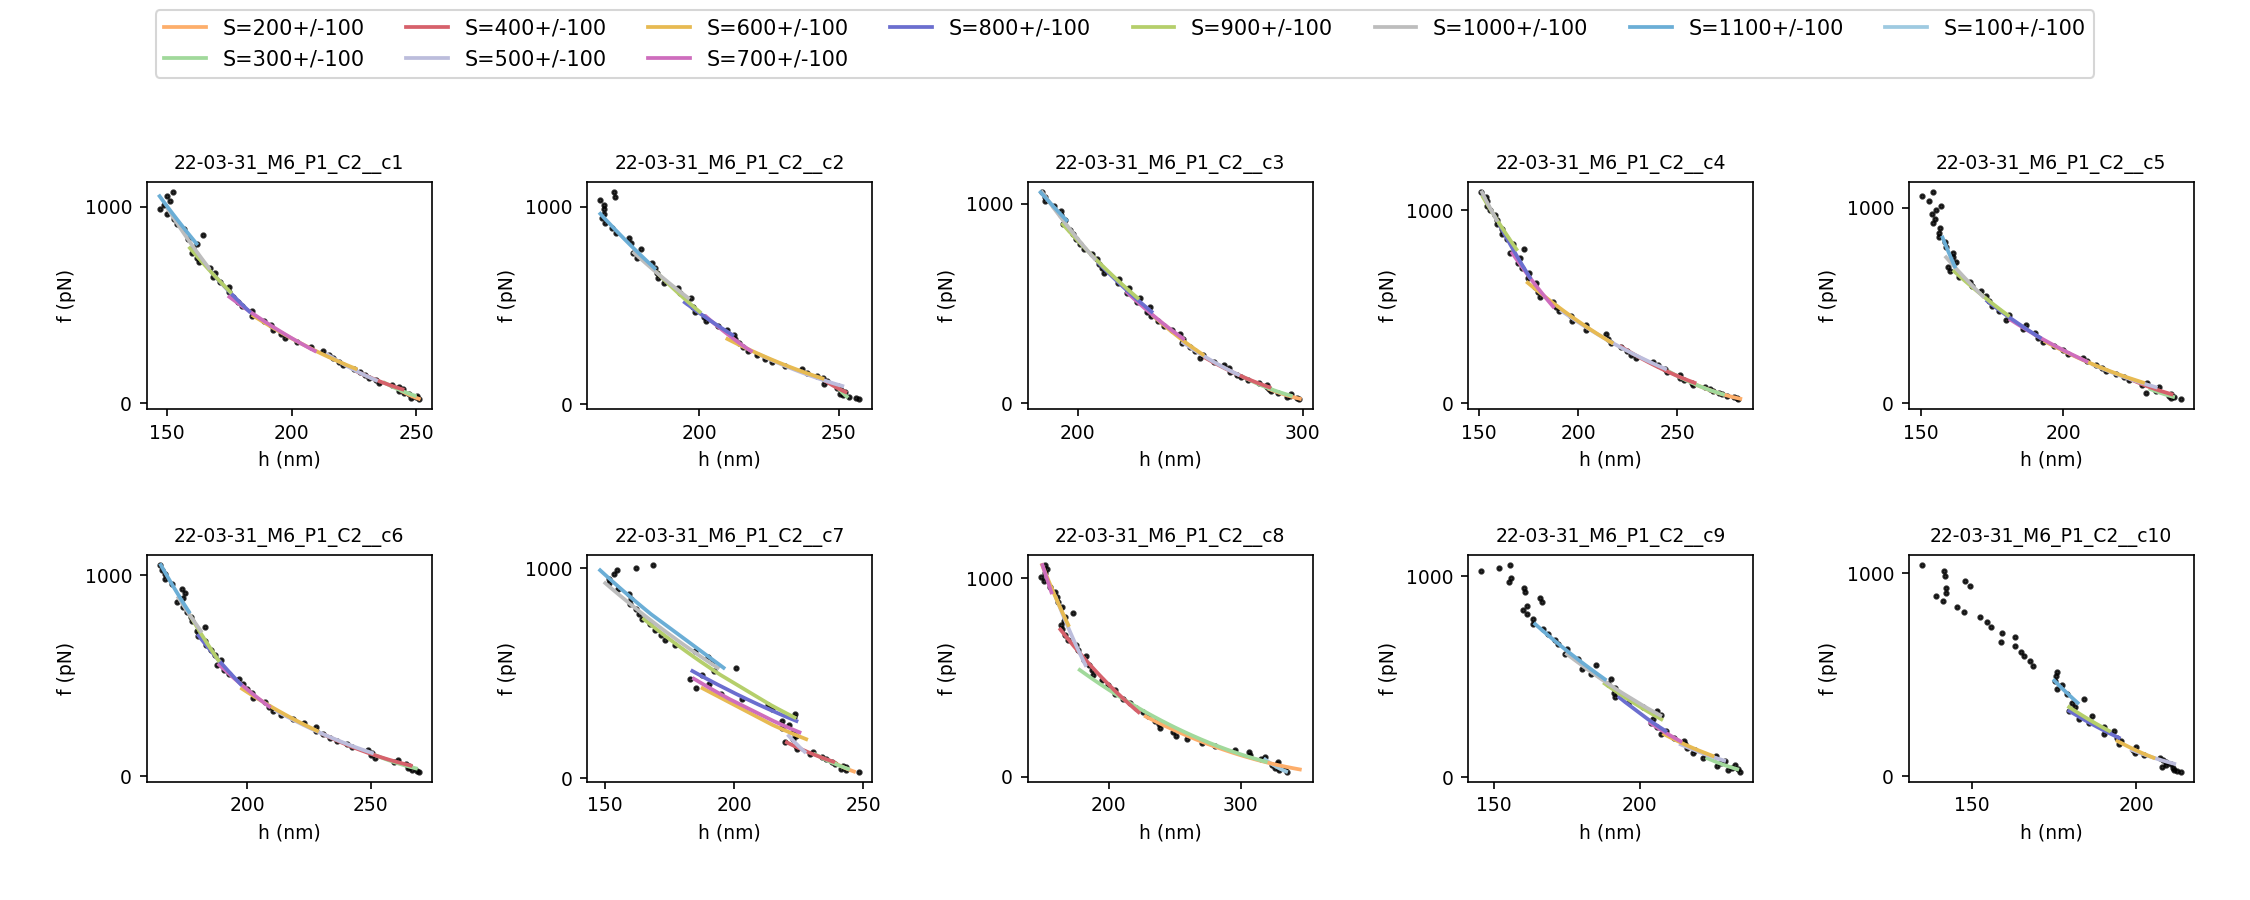 S=200+/-100 S=400+/-100 S=600+/-100 S=800+/-100 S=900+/-100 S=1000+/-100 S=1100+/-100 S=100+/-100
S=300+/-100 S=500+/-100 S=700+/-100
22-03-31_M6_P1_C2__c1 22-03-31_M6_P1_C2__c2 22-03-31_M6_P1_C2__c3 22-03-31_M6_P1_C2__c4 22-03-31_M6_P1_C2__c5
1000 1000 1000 1000 1000
f (pN) f (pN) f (pN) f (pN) f (pN)
0 0 0 0 0
150 200 250 200 250 200 300 150 200 250 150 200
h (nm) h (nm) h (nm) h (nm) h (nm)
22-03-31_M6_P1_C2__c6 22-03-31_M6_P1_C2__c7 22-03-31_M6_P1_C2__c8 22-03-31_M6_P1_C2__c9 22-03-31_M6_P1_C2__c10
1000 1000 1000 1000 1000
f (pN) f (pN) f (pN) f (pN) f (pN)
0 0 0 0 0
200 250 150 200 250 200 300 150 200 150 200
h (nm) h (nm) h (nm) h (nm) h (nm)